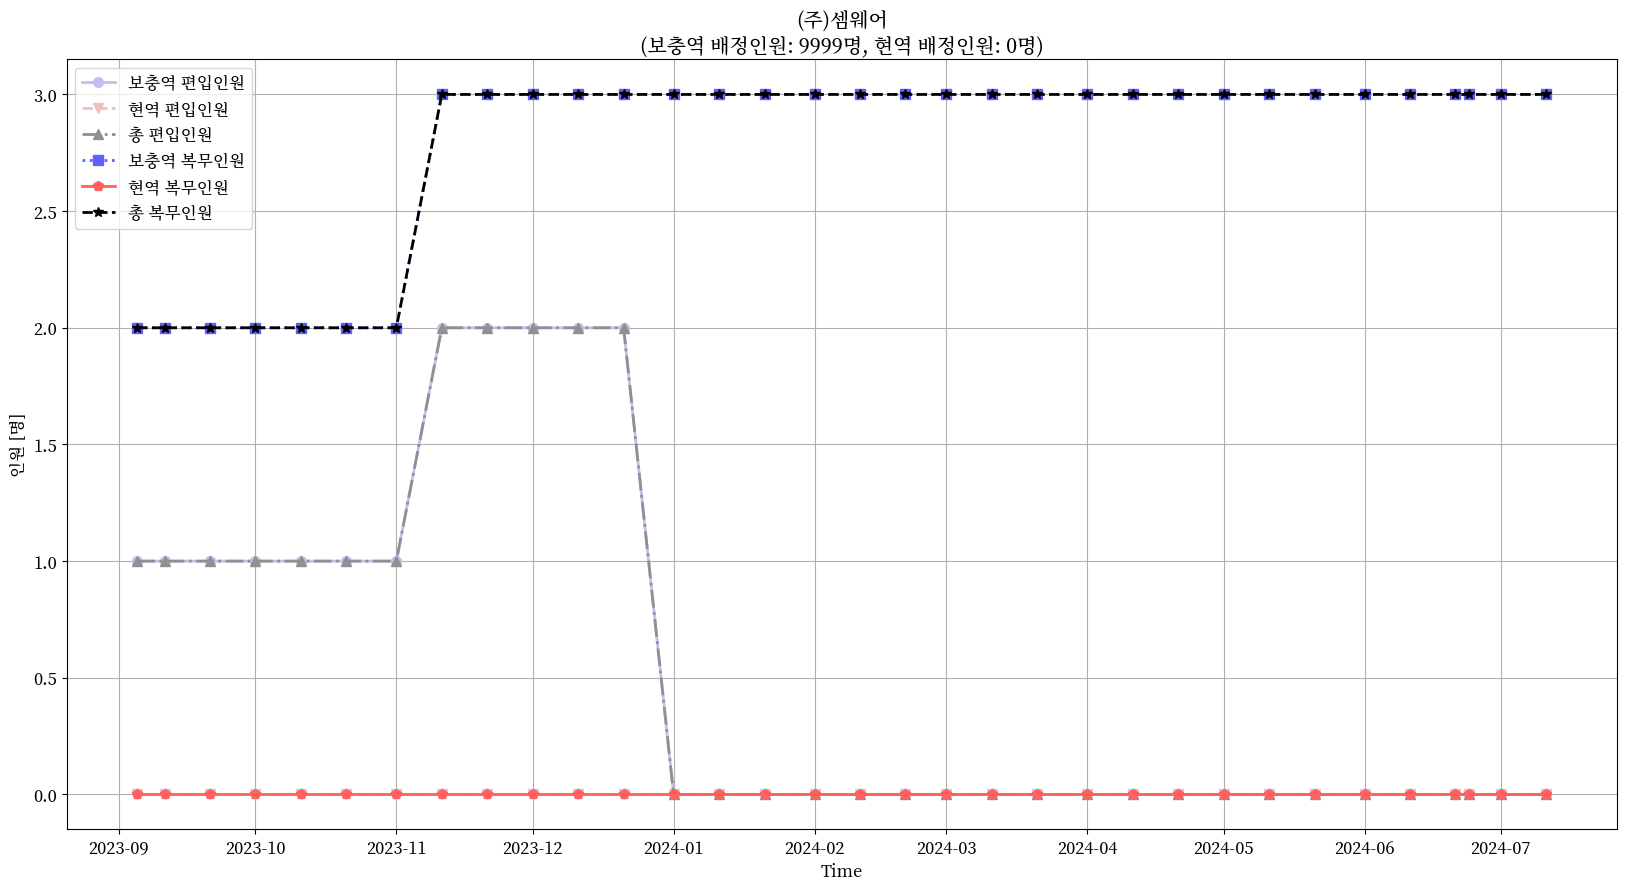 (주)셈웨어
(보충역 배정인원: 9999명, 현역 배정인원: 0명)
보충역 편입인원
현역 편입인원
총 편입인원
보충역 복무인원
현역 복무인원
총 복무인원
3.0
2.5
2.0
1.5
1.0
0.5
0.0
인원 [명]
2023-09 2023-10 2023-11 2023-12 2024-01 2024-02 2024-03 2024-04 2024-05 2024-06 2024-07
Time